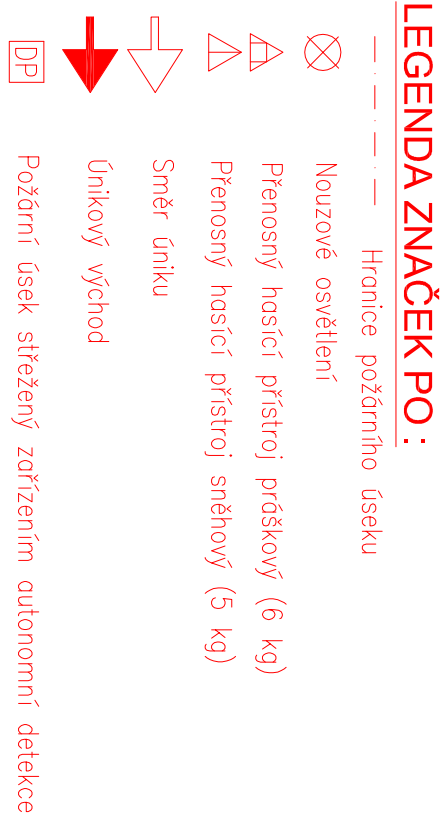 LEGENDA ZNAČEK PO :
Hranice požárního úseku
Nouzové osvětlení
Přenosný hasící přístroj práškový (6 kg)
Přenosný hasící přístroj sněhový (5 kg)
Směr úniku
Únikový východ
DP Požární úsek střežený zařízením autonomní detekce